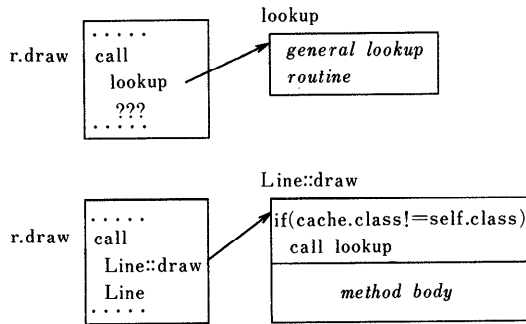 lookup
r.draw
. . . . .
call
lookup
???
. . . . .
general lookup
routine
Line::draw
r.draw
. . . . .
call
Line::draw
Line
. . . . .
if(cache.class!=self.class)
call lookup
method body